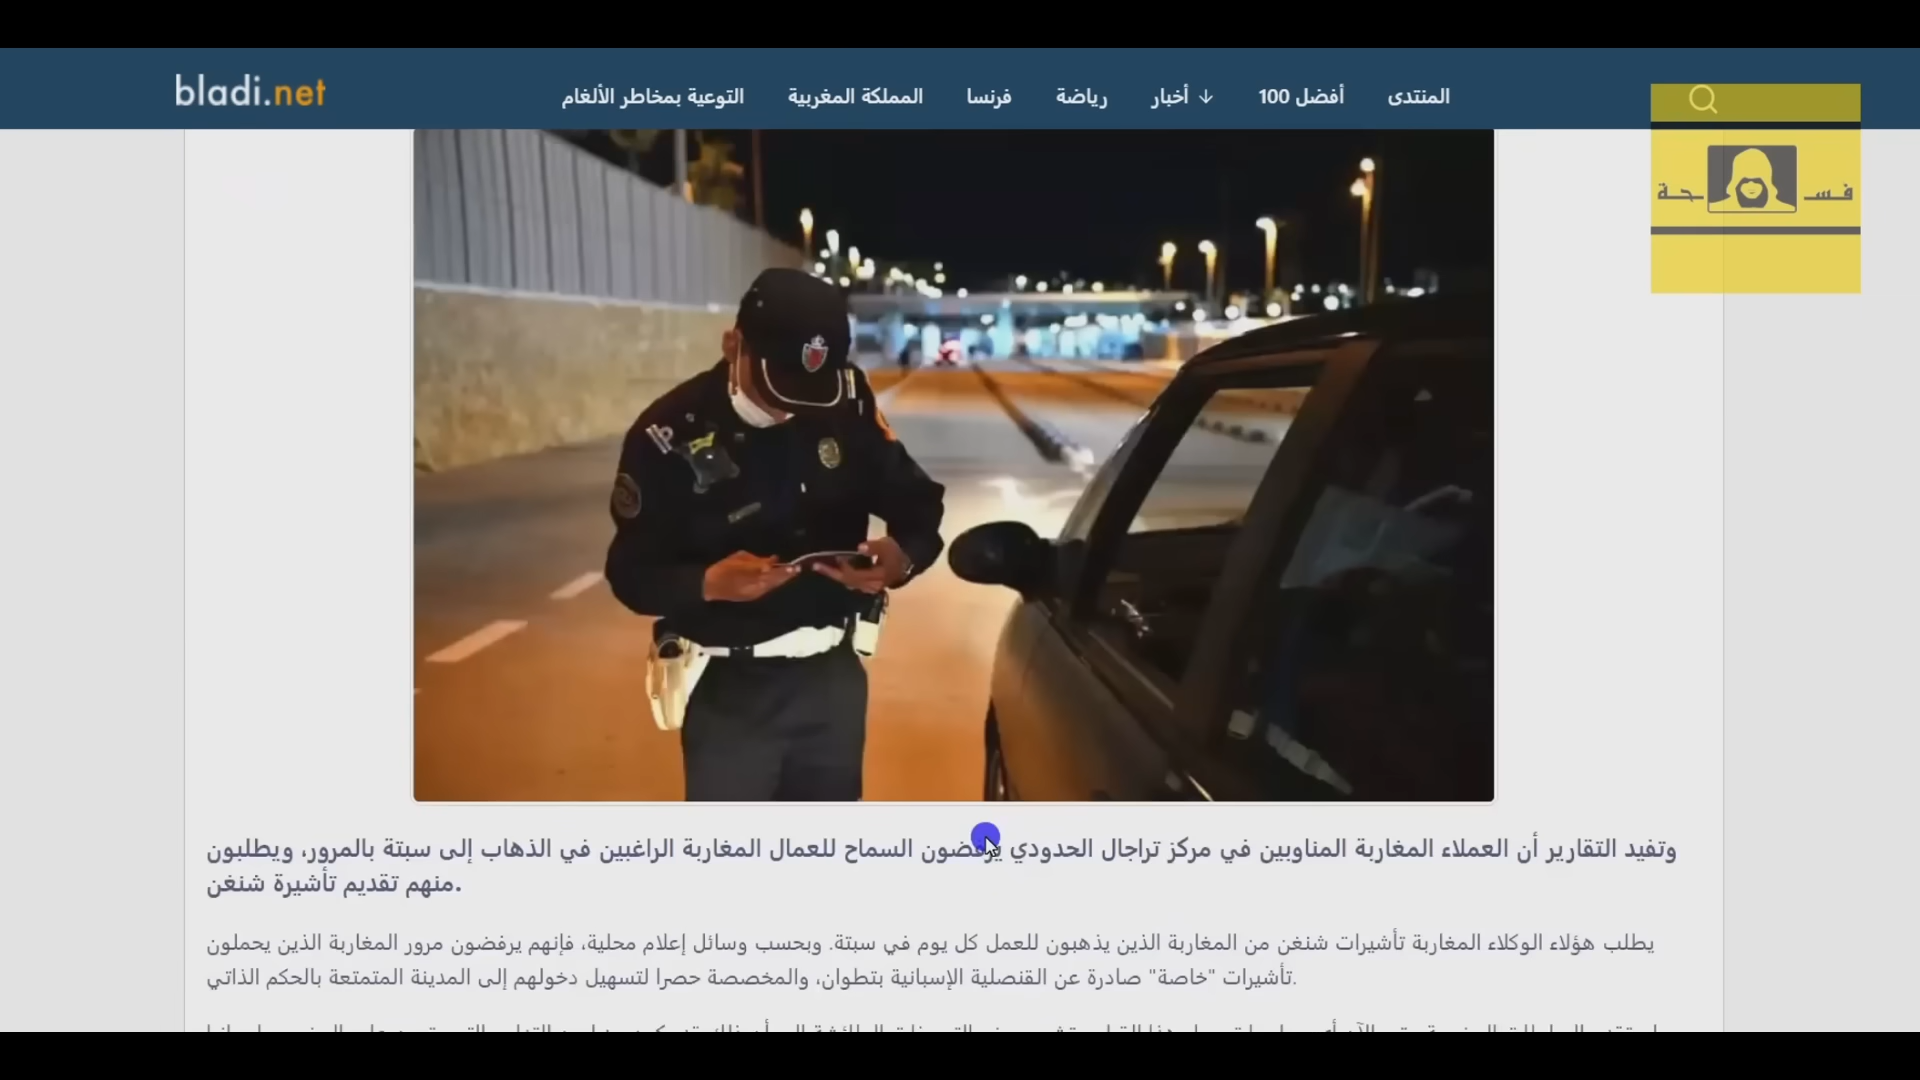 bladi.net
المنتدى
أفضل 100
أخبار
رياضة
فرنسا
المملكة المغربية
التوعية بمخاطر الألغام
فسحة
وتفيد التقارير أن العملاء المغاربة المناوبين في مركز تراجال الحدودي يرفضون السماح للعمال المغاربة الراغبين في الذهاب إلى سبتة بالمرور، ويطلبون
منهم تقديم تأشيرة شنغن.
يطلب هؤلاء الوكلاء المغاربة تأشيرات شنغن من المغاربة الذين يذهبون للعمل كل يوم في سبتة. وبحسب وسائل إعلام محلية، فإنهم يرفضون مرور المغاربة الذين يحملون
تأشيرات "خاصة" صادرة عن القنصلية الإسبانية بتطوان، والمخصصة حصرا لتسهيل دخولهم إلى المدينة المتمتعة بالحكم الذاتي.